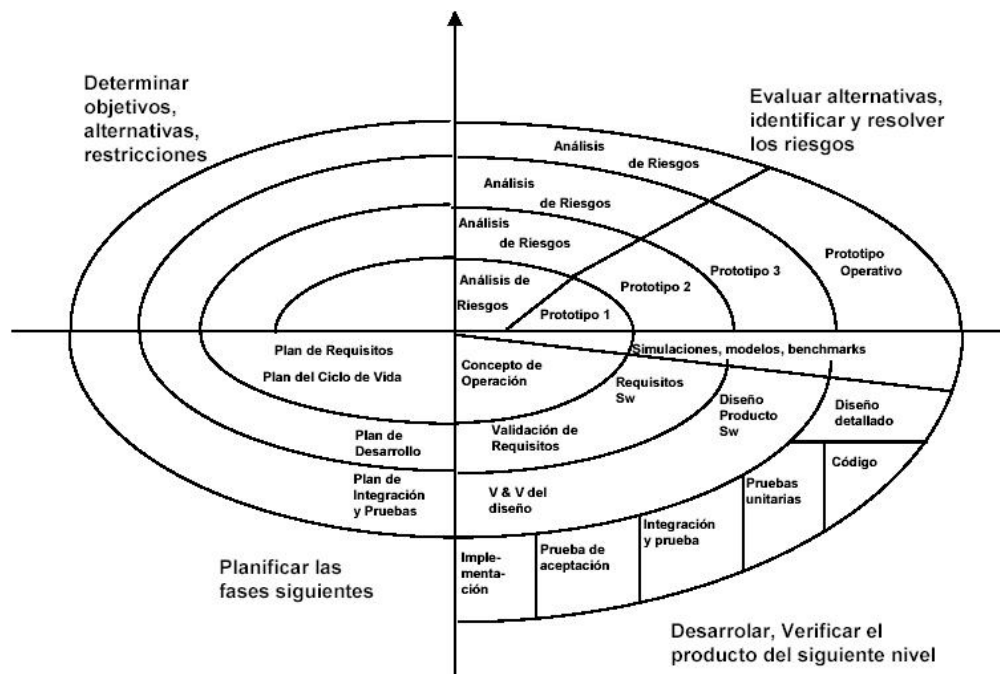 Determinar
objetivos,
alternativas,
restricciones
Evaluar alternativas,
identificar y resolver
los riesgos
Análisis
de Riesgos
Análisis
de Riesgos
Análisis
de Riesgos
Análisis de
Riesgos
Prototipo 1
Prototipo 2
Prototipo 3
Prototipo
Operativo
Simulaciones, modelos, benchmarks
Plan de Requisitos
Plan del Ciclo de Vida
Concepto de
Operación
Requisitos
Sw
Diseño
Producto
Sw
Diseño
detallado
Plan de
Desarrollo
Validación de
Requisitos
Código
Plan de
Integración
y Pruebas
V & V del
diseño
Pruebas
unitarias
Integración
y prueba
Prueba de
aceptación
Imple-
menta-
ción
Planificar las
fases siguientes
Desarrolar, Verificar el
producto del siguiente nivel